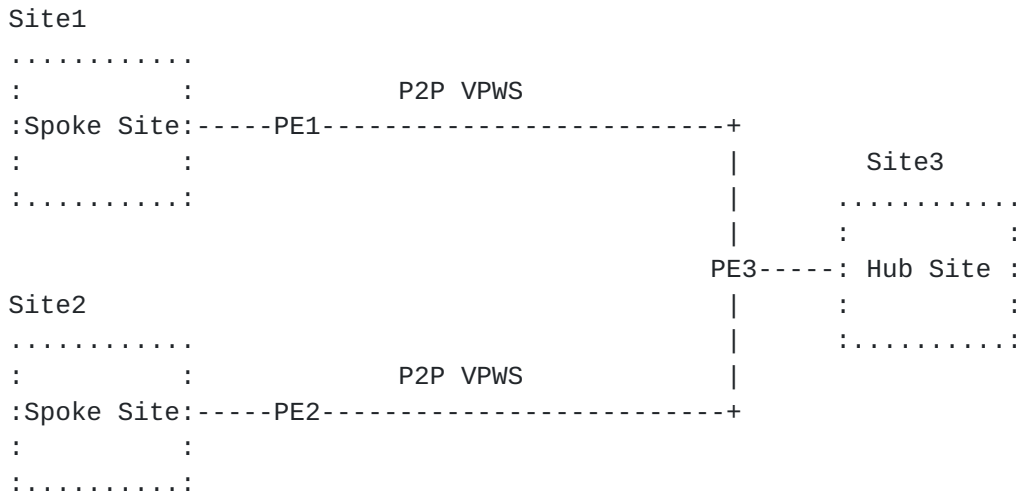 Site1
............
:          :          P2P VPWS
:Spoke Site:-----PE1--------------------------+
:          :                                  |       Site3
:..........:                                  |     ............
                                              |     :          :
                                             PE3-----: Hub Site :
Site2                                         |     :          :
............                                  |     :..........:
:          :          P2P VPWS                |
:Spoke Site:-----PE2--------------------------+
:          :
:..........: